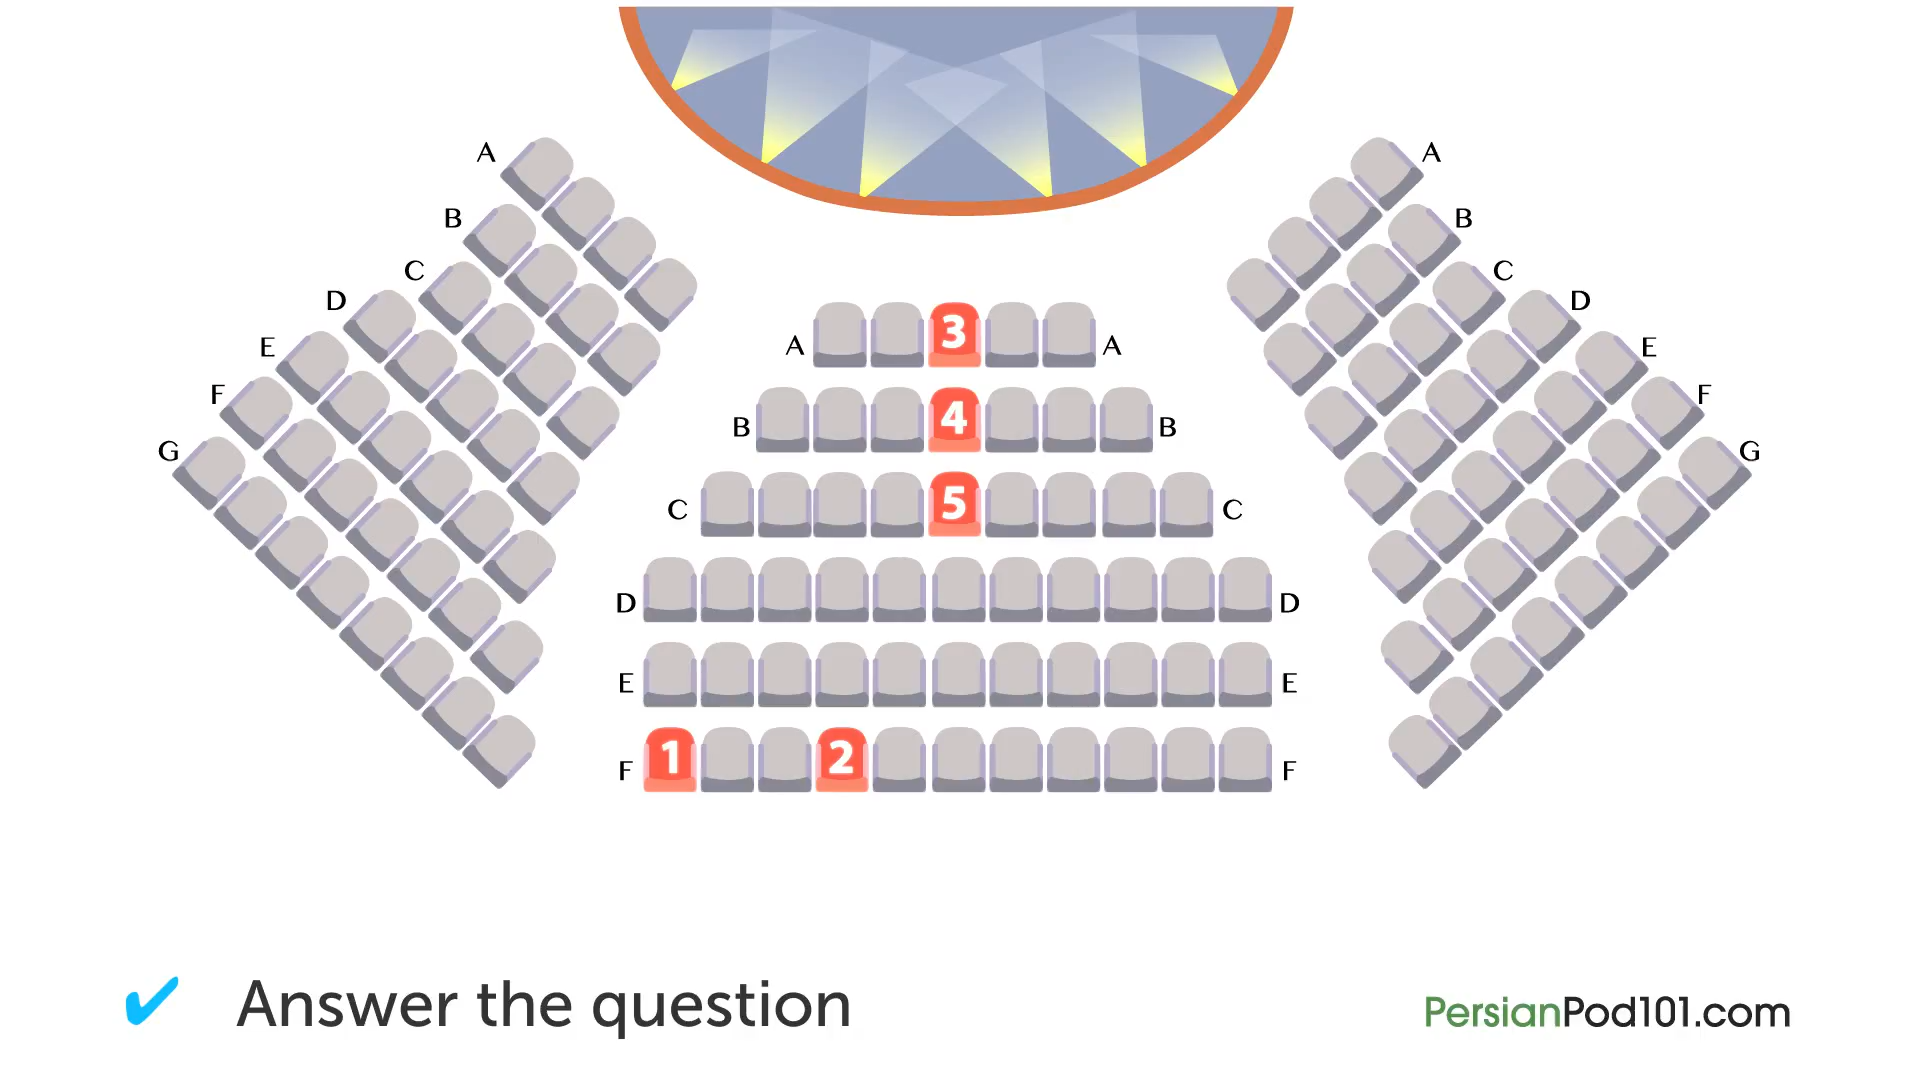 A A
B B
C C
D D
E E
F F
G G
A 3 A
B 4 B
C 5 C
D D
E E
F 1 2 F
✔ Answer the question
PersianPod101.com